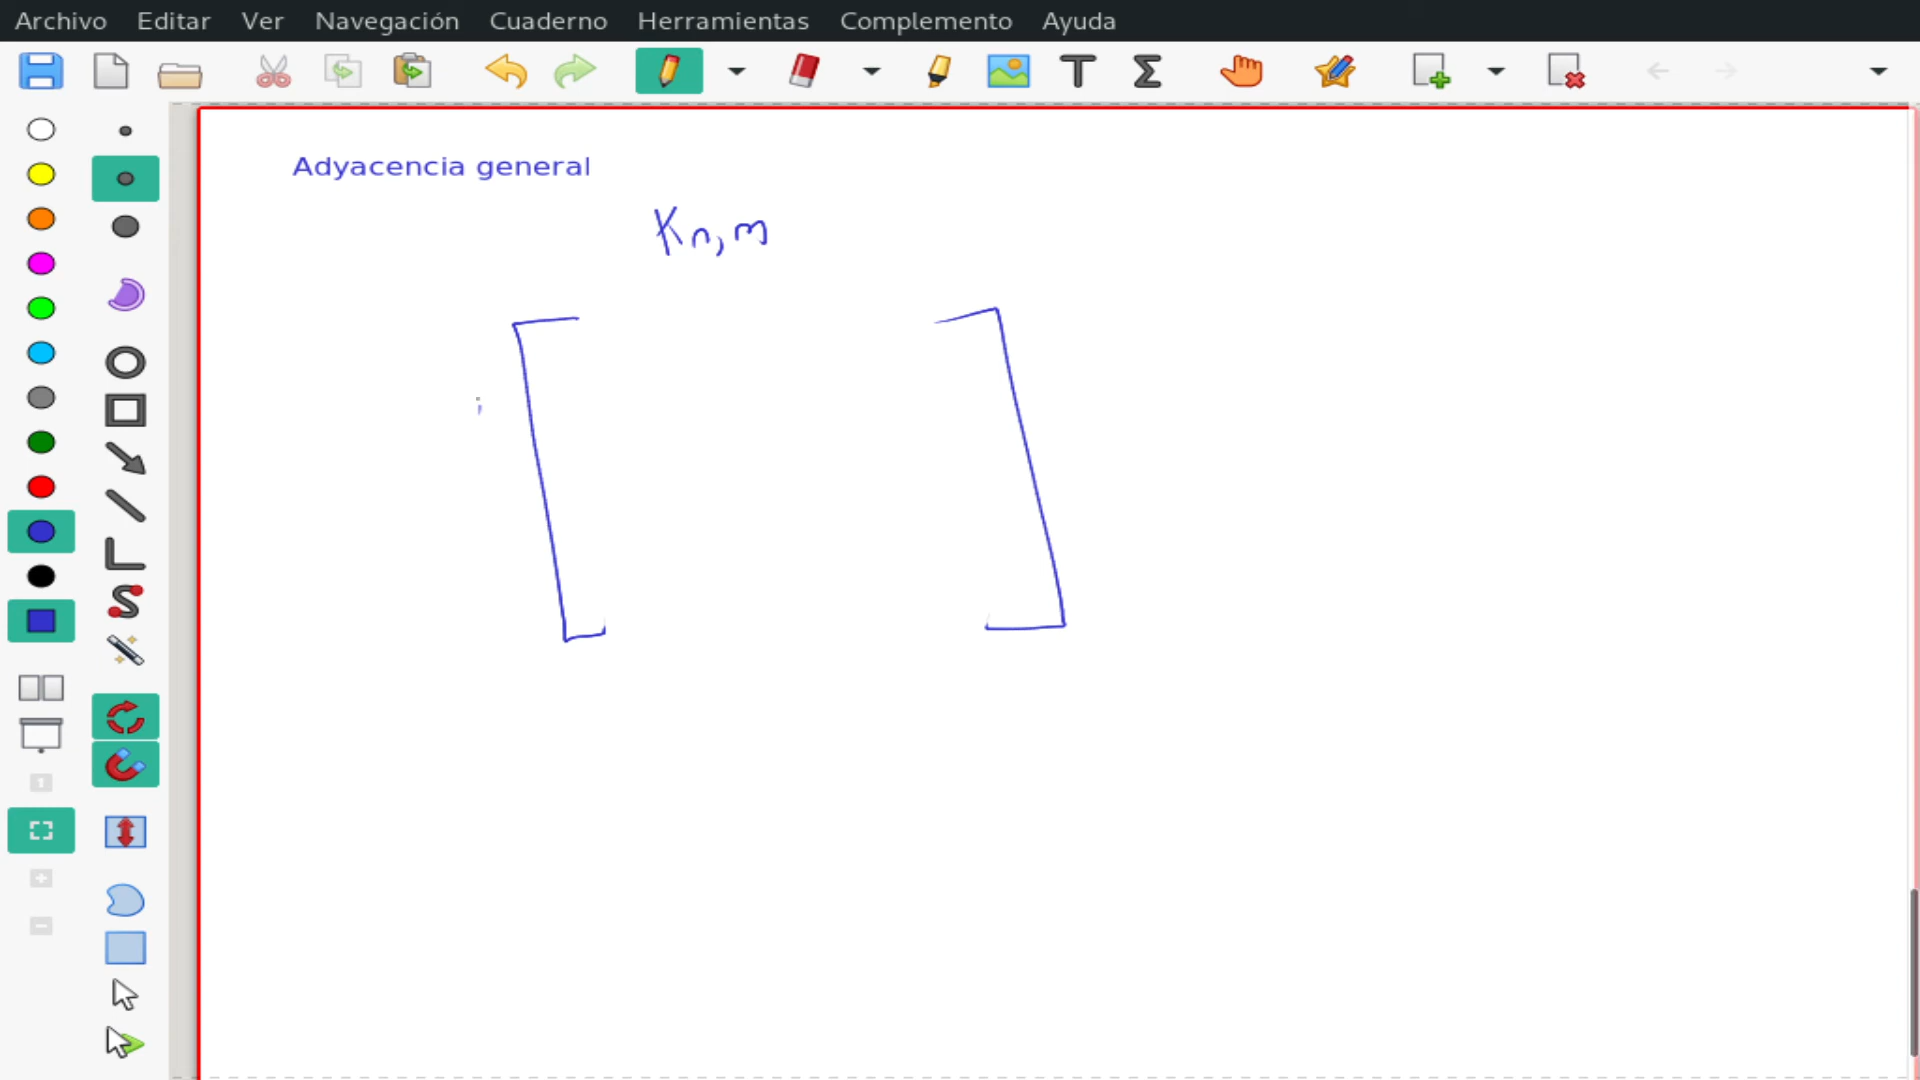 Archivo Editar Ver Navegación Cuaderno Herramientas Complemento Ayuda
Adyacencia general
Kn,m